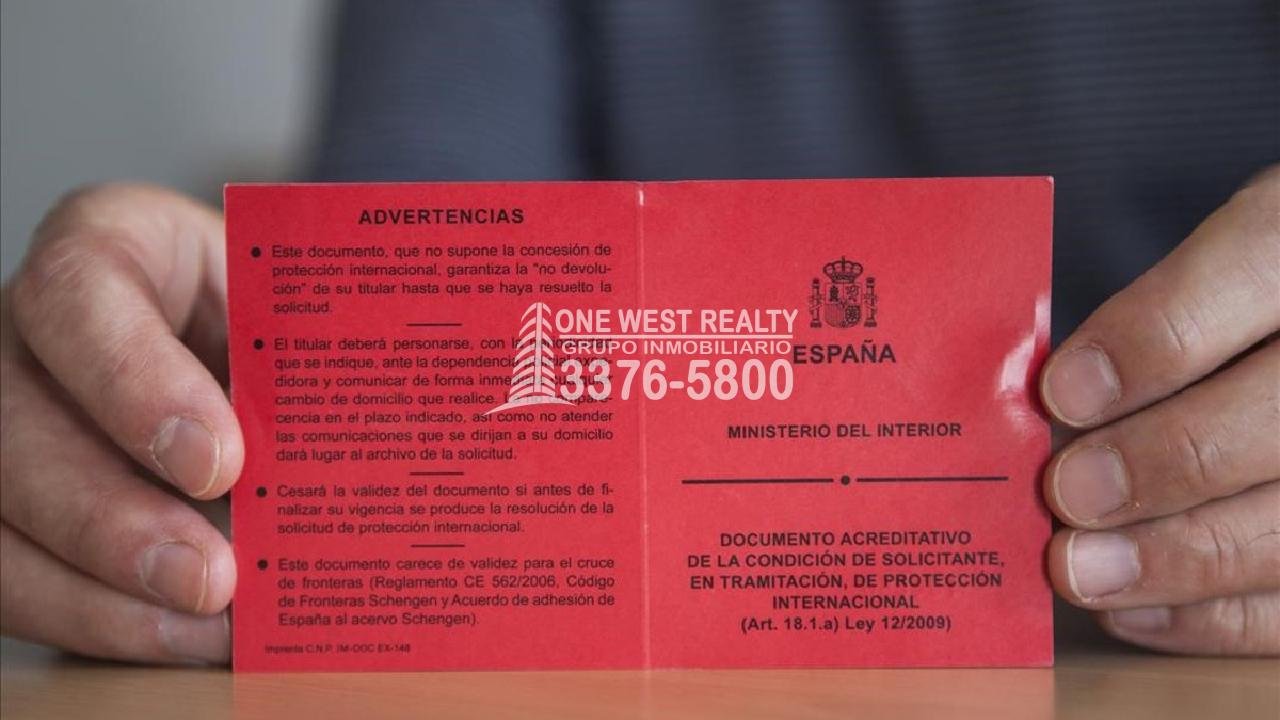 ADVERTENCIAS
● Este documento, que no supone la concesión de
protección internacional, garantiza la "no devolu-
ción" de su titular hasta que se haya resuelto la
solicitud.
● El titular deberá personarse, con la
que se indique, ante la dependencia
didora y comunicar de forma
cambio de domicilio que realice.
cencia en el plazo indicado, así como no atender
las comunicaciones que se dirijan a su domicilio
dará lugar al archivo de la solicitud.
● Cesará la validez del documento si antes de fi-
nalizar su vigencia se produce la resolución de la
solicitud de protección internacional.
● Este documento carece de validez para el cruce
de fronteras (Reglamento CE 562/2006, Código
de Fronteras Schengen y Acuerdo de adhesión de
España al acervo Schengen).
Imprenta C.N.P. IM-DOC EX-148
ONE WEST REALTY
GRUPO INMOBILIARIO
3376-5800
ESPAÑA
MINISTERIO DEL INTERIOR
DOCUMENTO ACREDITATIVO
DE LA CONDICIÓN DE SOLICITANTE,
EN TRAMITACIÓN, DE PROTECCIÓN
INTERNACIONAL
(Art. 18.1.a) Ley 12/2009)